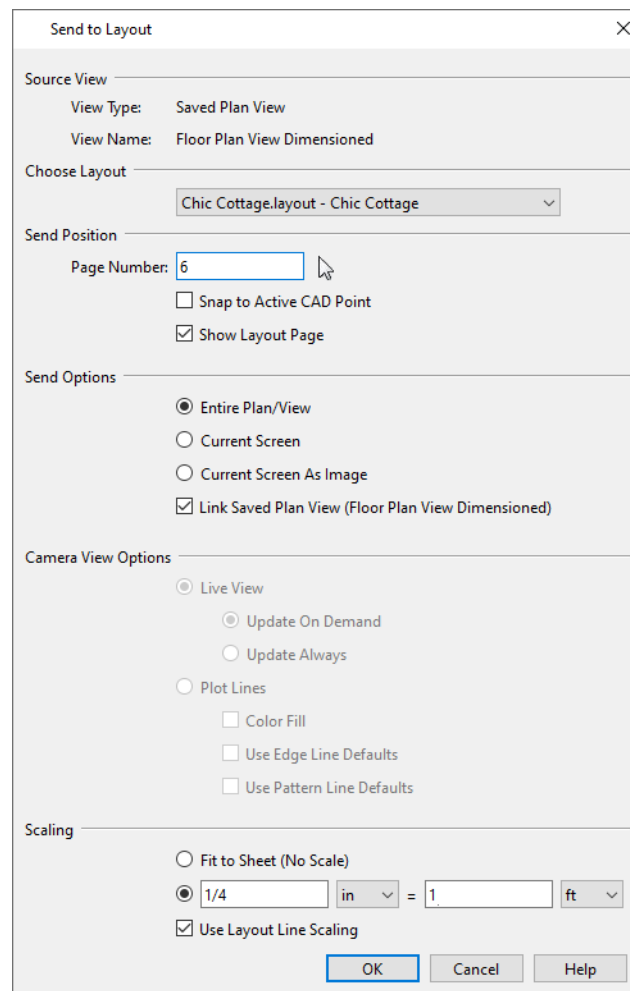 Send to Layout
Source View
View Type: Saved Plan View
View Name: Floor Plan View Dimensioned
Choose Layout
Chic Cottage.layout - Chic Cottage
Send Position
Page Number: 6
Snap to Active CAD Point
Show Layout Page
Send Options
Entire Plan/View
Current Screen
Current Screen As Image
Link Saved Plan View (Floor Plan View Dimensioned)
Camera View Options
Live View
Update On Demand
Update Always
Plot Lines
Color Fill
Use Edge Line Defaults
Use Pattern Line Defaults
Scaling
Fit to Sheet (No Scale)
1/4 in = 1 ft
Use Layout Line Scaling
OK Cancel Help